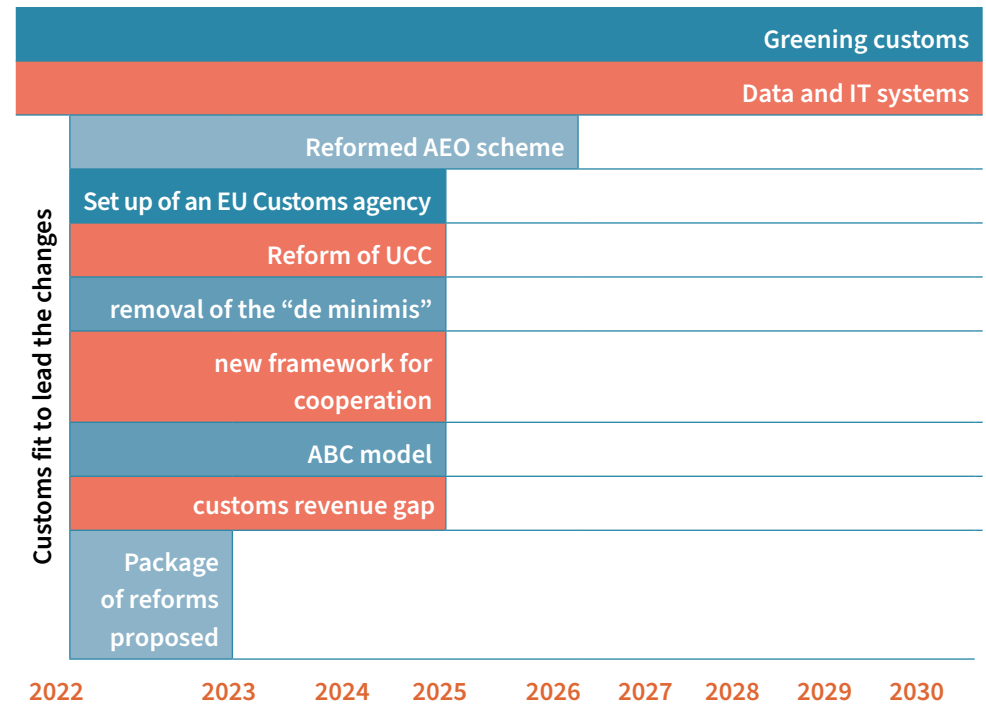 Greening customs
Data and IT systems
Reformed AEO scheme
Set up of an EU Customs agency
Reform of UCC
removal of the “de minimis”
new framework for
cooperation
ABC model
customs revenue gap
Package
of reforms
proposed
Customs fit to lead the changes
2022 2023 2024 2025 2026 2027 2028 2029 2030